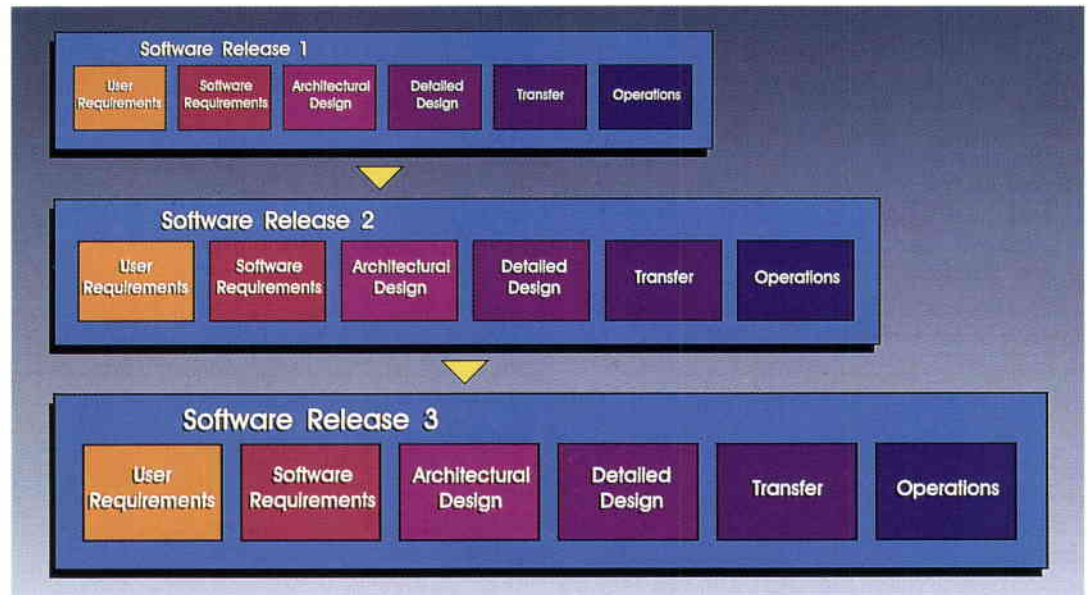 Software Release 1
User
Requirements
Software
Requirements
Architectural
Design
Detailed
Design
Transfer
Operations
Software Release 2
User
Requirements
Software
Requirements
Architectural
Design
Detailed
Design
Transfer
Operations
Software Release 3
User
Requirements
Software
Requirements
Architectural
Design
Detailed
Design
Transfer
Operations